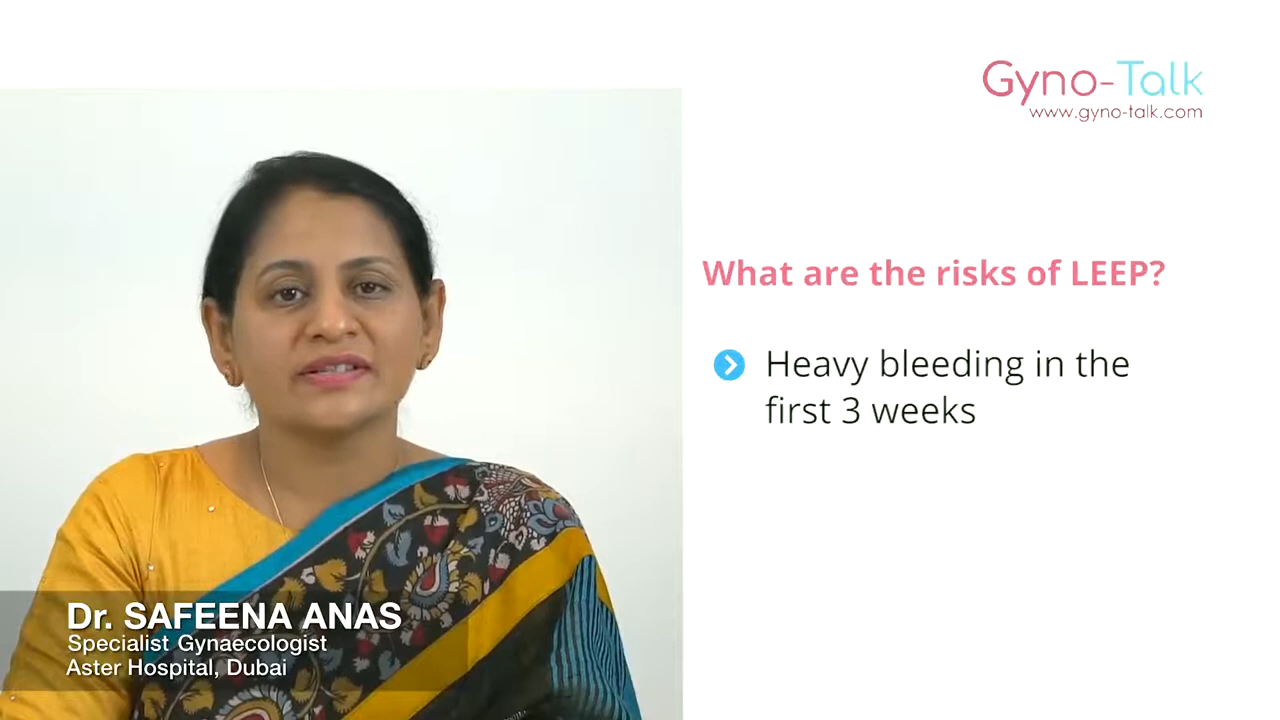 Gyno-Talk
www.gyno-talk.com
What are the risks of LEEP?
Heavy bleeding in the
first 3 weeks
Dr. SAFEENA ANAS
Specialist Gynaecologist
Aster Hospital, Dubai